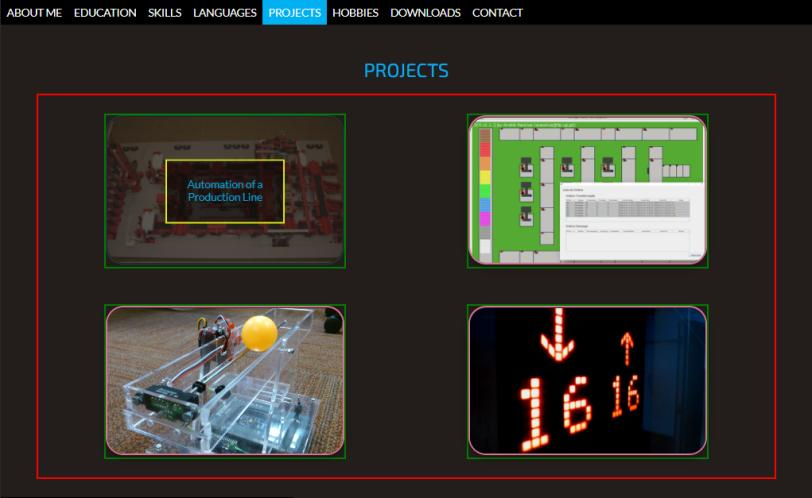 ABOUT ME EDUCATION SKILLS LANGUAGES PROJECTS HOBBIES DOWNLOADS CONTACT
PROJECTS
Automation of a
Production Line
16 16